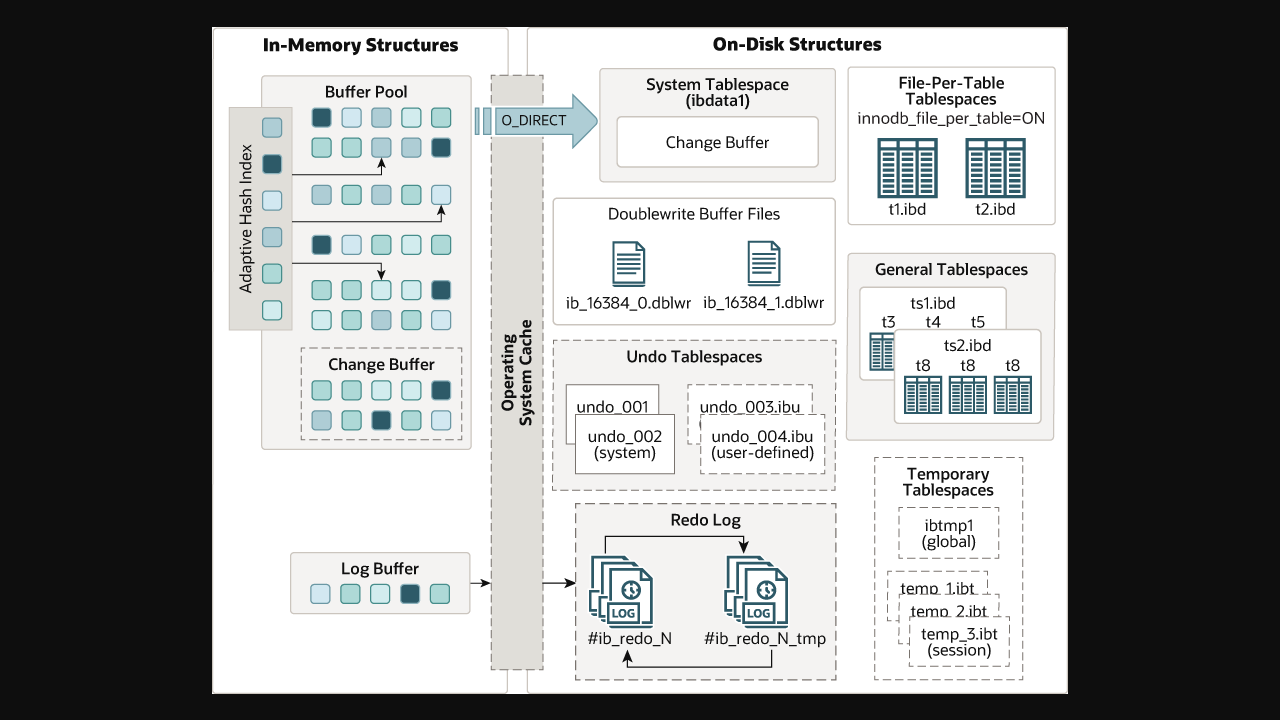 In-Memory Structures
Buffer Pool
Adaptive Hash Index
Change Buffer
Log Buffer
Operating
System Cache
O_DIRECT
On-Disk Structures
System Tablespace
(ibdata1)
Change Buffer
Doublewrite Buffer Files
ib_16384_0.dblwr
ib_16384_1.dblwr
Undo Tablespaces
undo_001
undo_002
(system)
undo_003.ibu
undo_004.ibu
(user-defined)
Redo Log
LOG
LOG
#ib_redo_N
#ib_redo_N_tmp
File-Per-Table
Tablespaces
innodb_file_per_table=ON
t1.ibd
t2.ibd
General Tablespaces
ts1.ibd
t3
t4
t5
ts2.ibd
t8
t8
t8
Temporary
Tablespaces
ibtmp1
(global)
temp_1.ibt
temp_2.ibt
temp_3.ibt
(session)